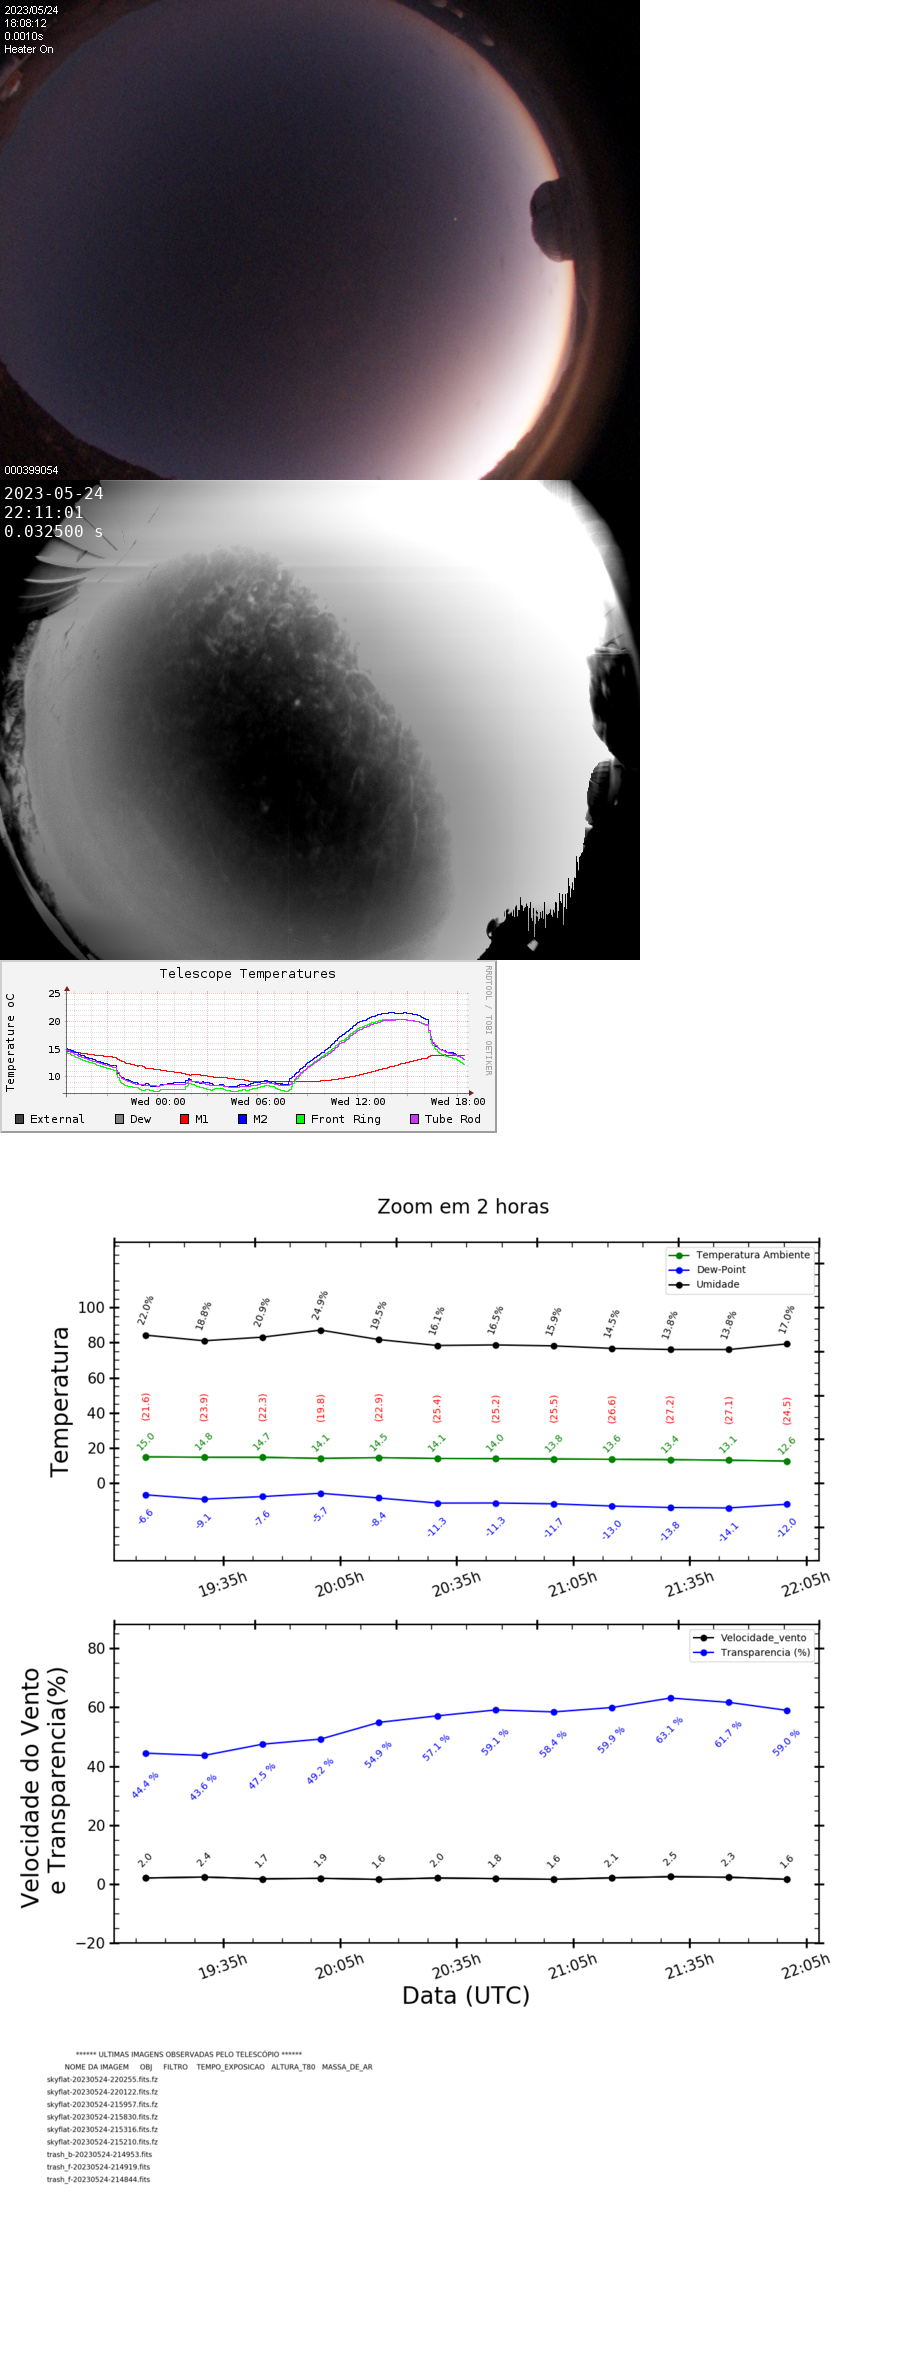 2023/05/24
18:08:12
0.0010s
Heater On
000399054
2023-05-24
22:11:01
0.032500 s
Telescope Temperatures
RRDTOOL / TOBI OETIKER
Temperature oC
25
20
15
10
Wed 00:00 Wed 06:00 Wed 12:00 Wed 18:00
External Dew M1 M2 Front Ring Tube Rod
Zoom em 2 horas
Temperatura Ambiente
Dew-Point
Umidade
Temperatura
100
80
60
40
20
0
22.0% 18.8% 20.9% 24.9% 19.5% 16.1% 16.5% 15.9% 14.5% 13.8% 13.8% 17.0%
(21.6) (23.9) (22.3) (19.8) (22.9) (25.4) (25.2) (25.5) (26.6) (27.2) (27.1) (24.5)
15.0 14.8 14.7 14.1 14.5 14.1 14.0 13.8 13.6 13.4 13.1 12.6
-6.6 -9.1 -7.6 -5.7 -8.4 -11.3 -11.3 -11.7 -13.0 -13.8 -14.1 -12.0
19:35h 20:05h 20:35h 21:05h 21:35h 22:05h
Velocidade_vento
Transparencia (%)
Velocidade do Vento
e Transparencia(%)
80
60
40
20
0
−20
44.4 % 43.6 % 47.5 % 49.2 % 54.9 % 57.1 % 59.1 % 58.4 % 59.9 % 63.1 % 61.7 % 59.0 %
2.0 2.4 1.7 1.9 1.6 2.0 1.8 1.6 2.1 2.5 2.3 1.6
19:35h 20:05h 20:35h 21:05h 21:35h 22:05h
Data (UTC)
****** ULTIMAS IMAGENS OBSERVADAS PELO TELESCÓPIO ******
NOME DA IMAGEM OBJ FILTRO TEMPO_EXPOSICAO ALTURA_T80 MASSA_DE_AR
skyflat-20230524-220255.fits.fz
skyflat-20230524-220122.fits.fz
skyflat-20230524-215957.fits.fz
skyflat-20230524-215830.fits.fz
skyflat-20230524-215316.fits.fz
skyflat-20230524-215210.fits.fz
trash_b-20230524-214953.fits
trash_f-20230524-214919.fits
trash_f-20230524-214844.fits